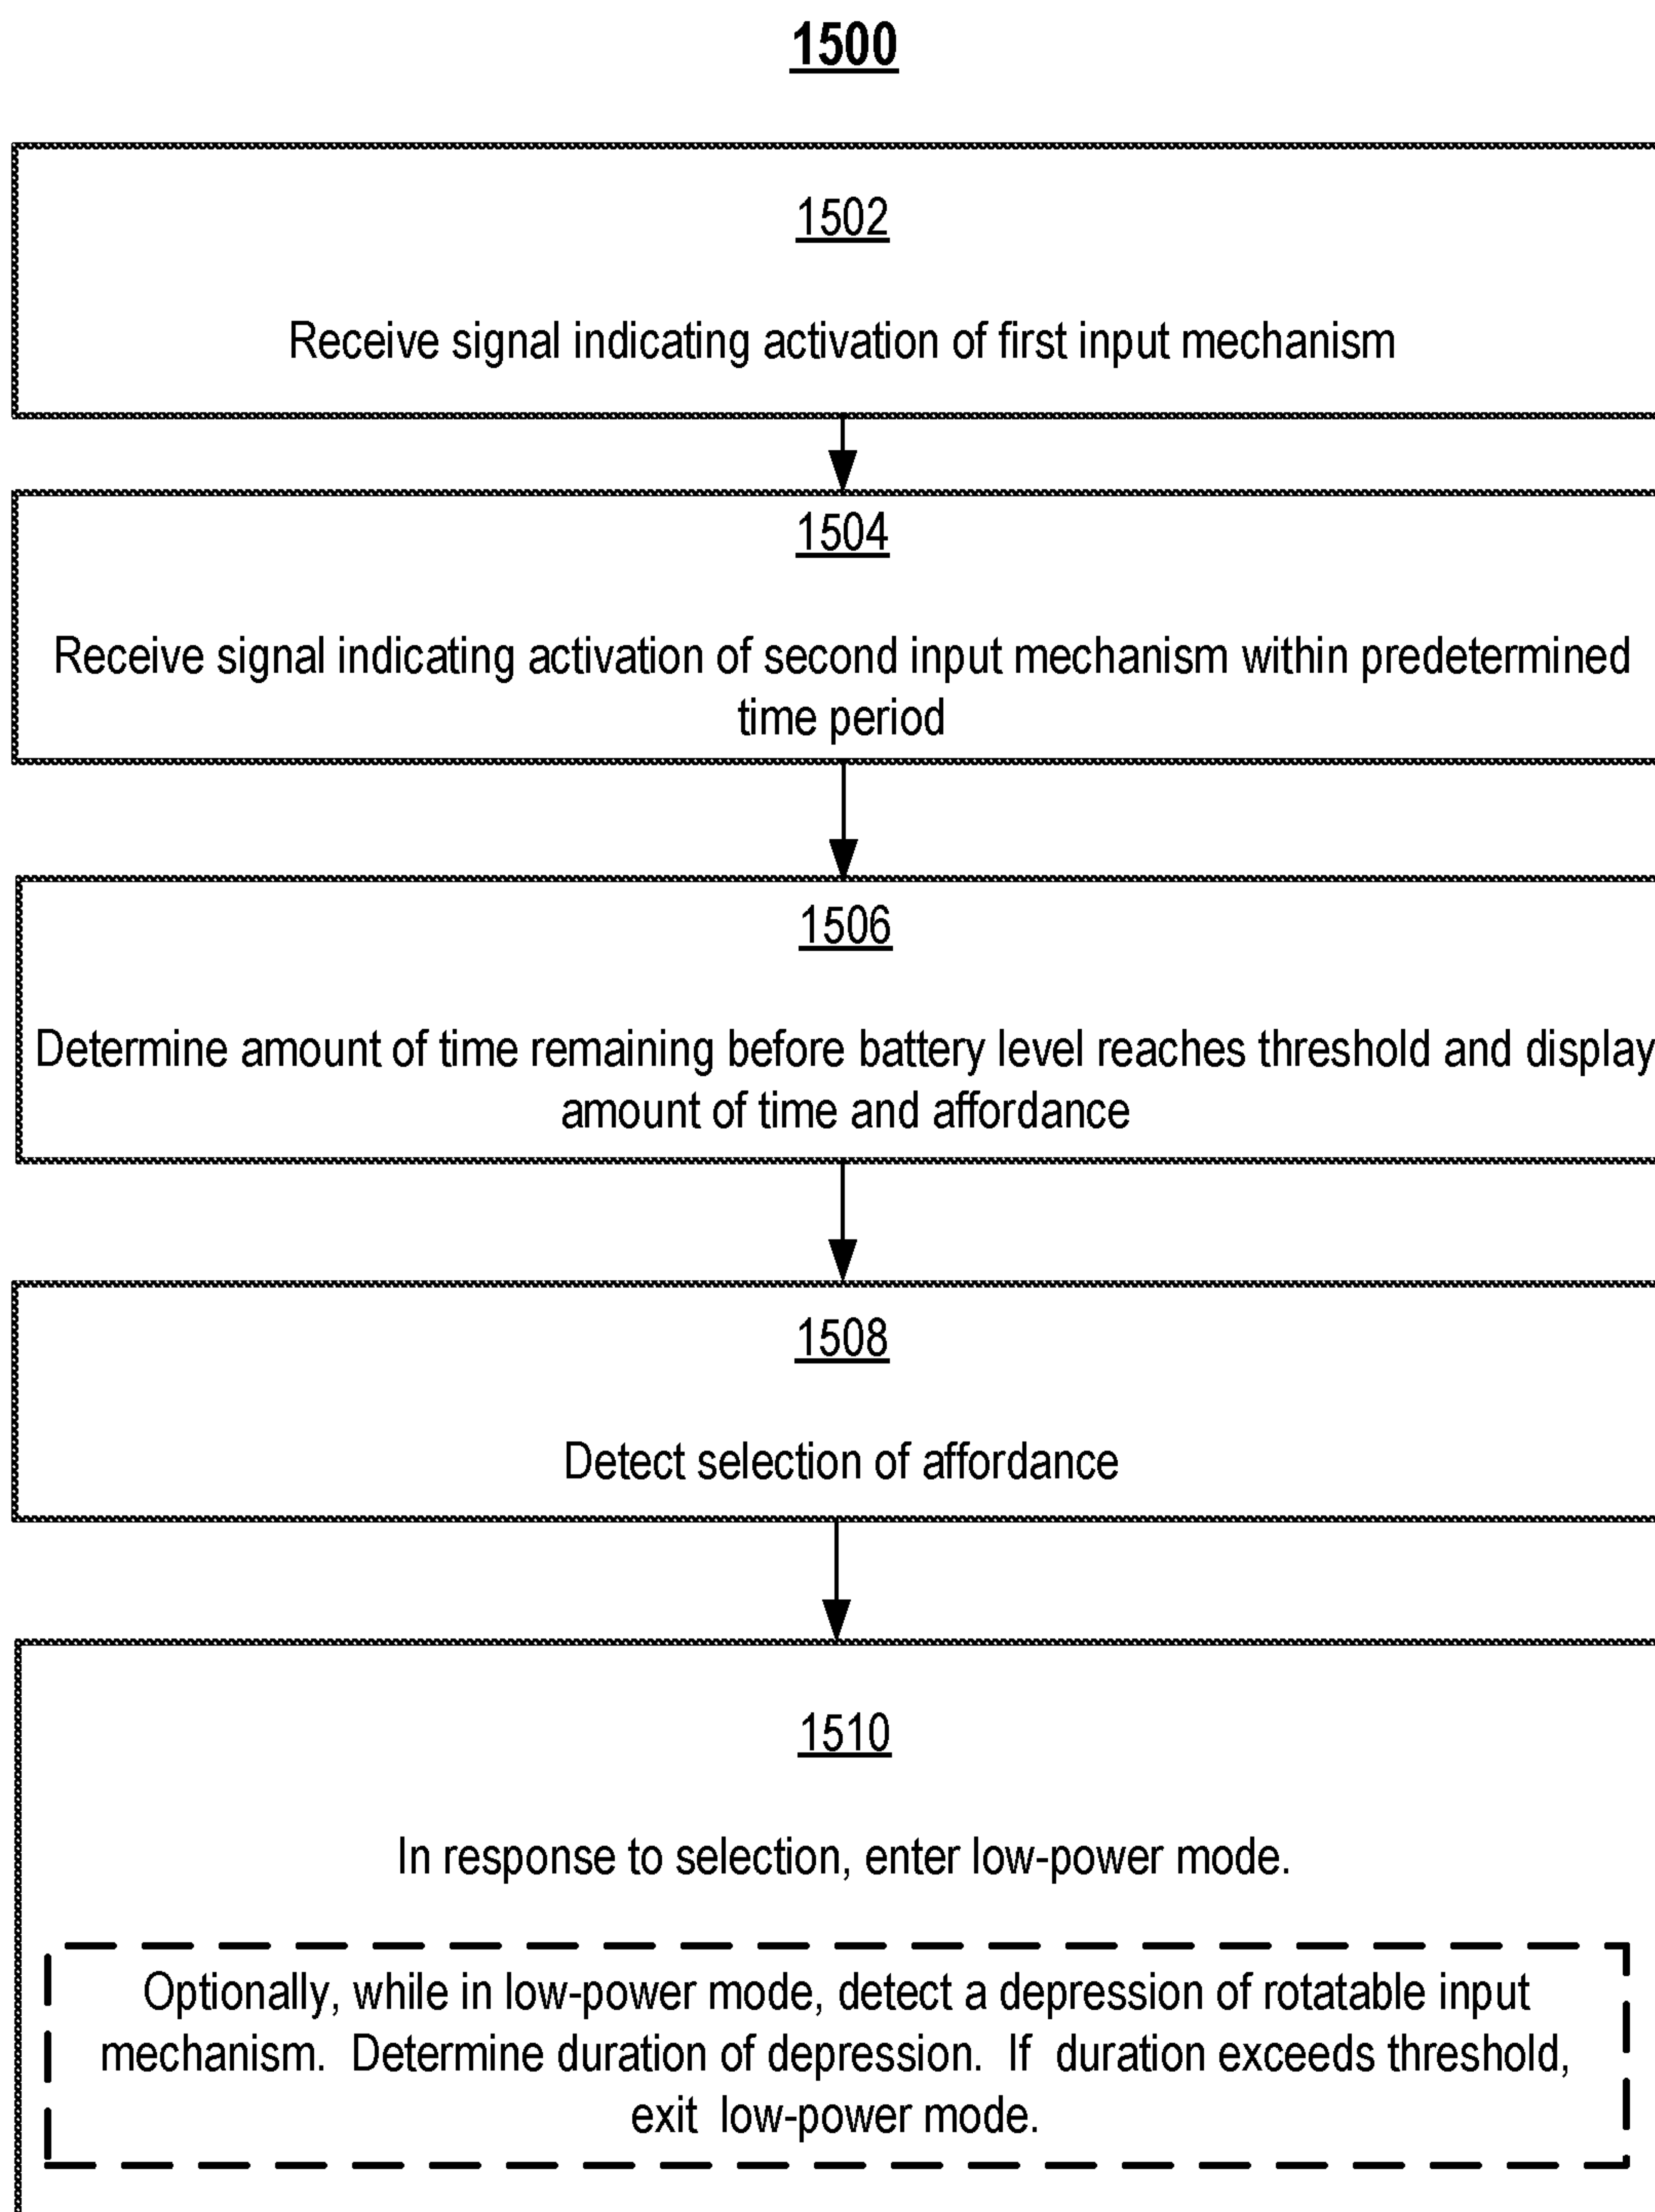 1500
1502
Receive signal indicating activation of first input mechanism
1504
Receive signal indicating activation of second input mechanism within predetermined
time period
1506
Determine amount of time remaining before battery level reaches threshold and display
amount of time and affordance
1508
Detect selection of affordance
1510
In response to selection, enter low-power mode.
Optionally, while in low-power mode, detect a depression of rotatable input
mechanism. Determine duration of depression. If duration exceeds threshold,
exit low-power mode.